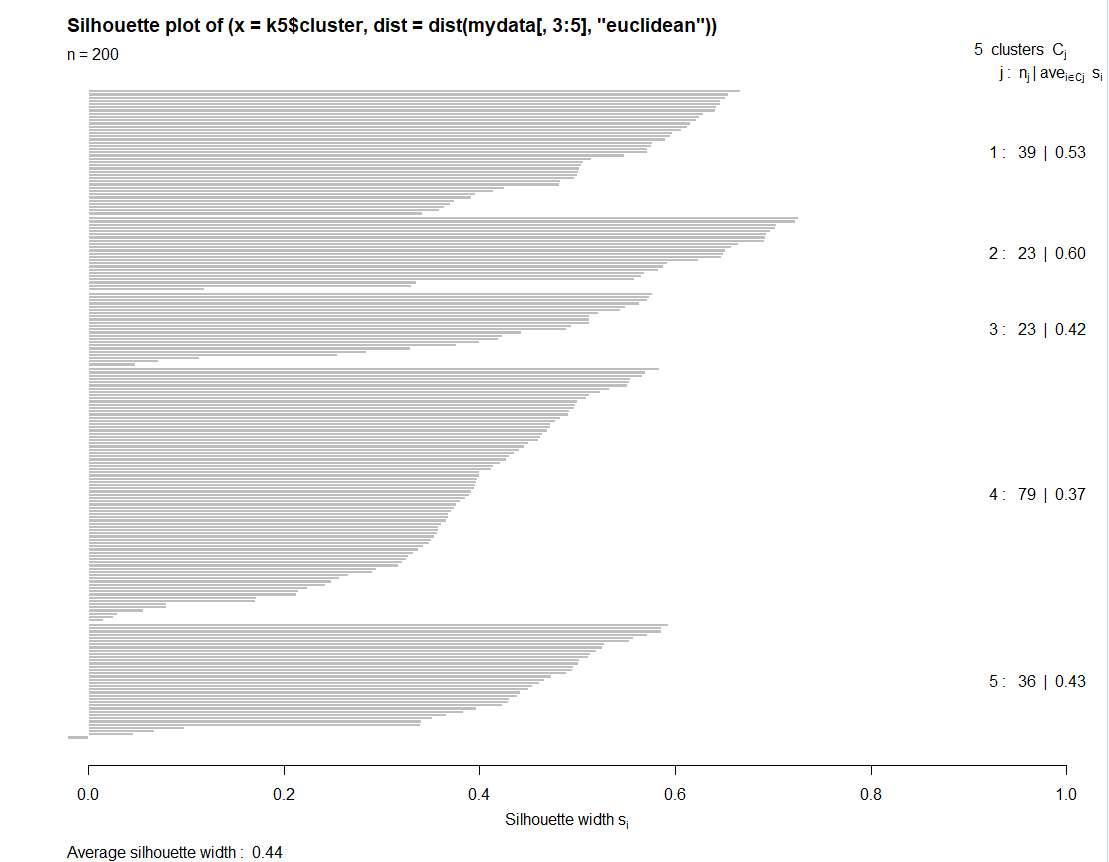 Silhouette plot of (x = k5$cluster, dist = dist(mydata[, 3:5], "euclidean"))
n = 200
5 clusters Cj
j : nj | avei∈Cj si
1 : 39 | 0.53
2 : 23 | 0.60
3 : 23 | 0.42
4 : 79 | 0.37
5 : 36 | 0.43
0.0 0.2 0.4 0.6 0.8 1.0
Silhouette width si
Average silhouette width : 0.44